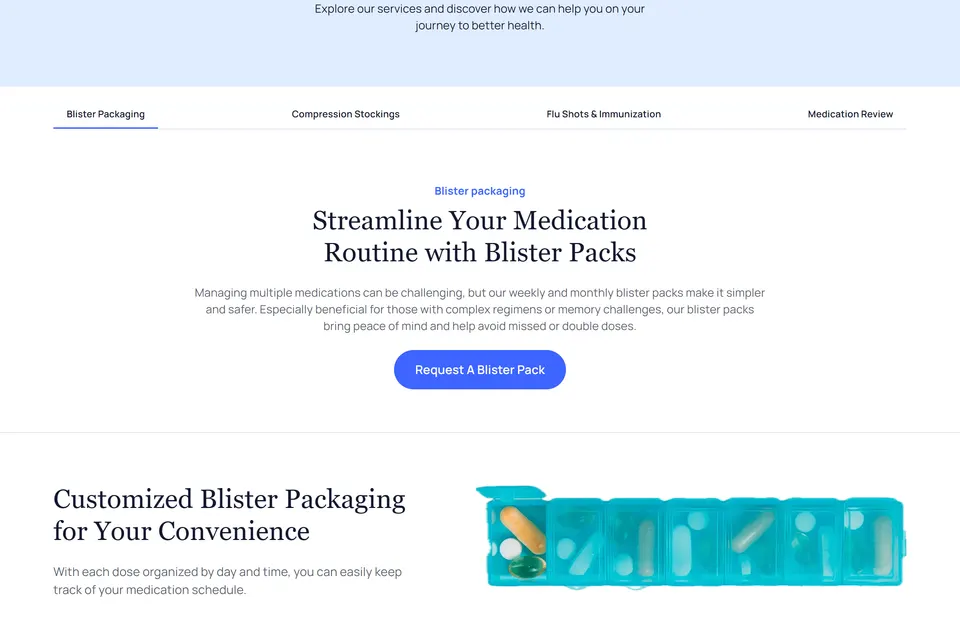 Explore our services and discover how we can help you on your
journey to better health.
Blister Packaging
Compression Stockings
Flu Shots & Immunization
Medication Review
Blister packaging
Streamline Your Medication
Routine with Blister Packs
Managing multiple medications can be challenging, but our weekly and monthly blister packs make it simpler
and safer. Especially beneficial for those with complex regimens or memory challenges, our blister packs
bring peace of mind and help avoid missed or double doses.
Request A Blister Pack
Customized Blister Packaging
for Your Convenience
With each dose organized by day and time, you can easily keep
track of your medication schedule.